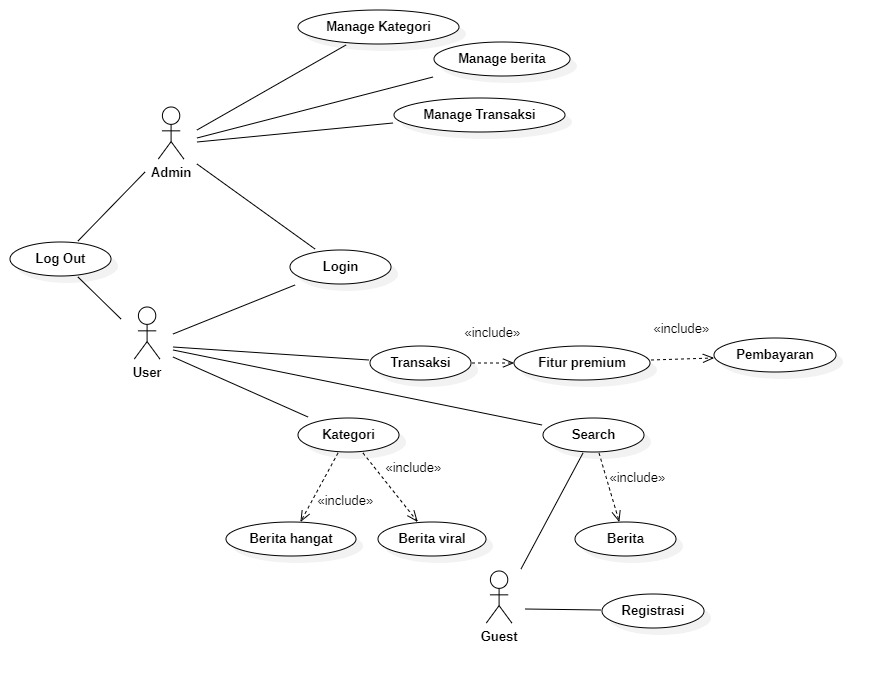 Manage Kategori
Manage berita
Manage Transaksi
Admin
Log Out
Login
User
«include»
«include»
Transaksi
Fitur premium
Pembayaran
Kategori
Search
«include»
«include»
«include»
Berita hangat
Berita viral
Berita
Guest
Registrasi